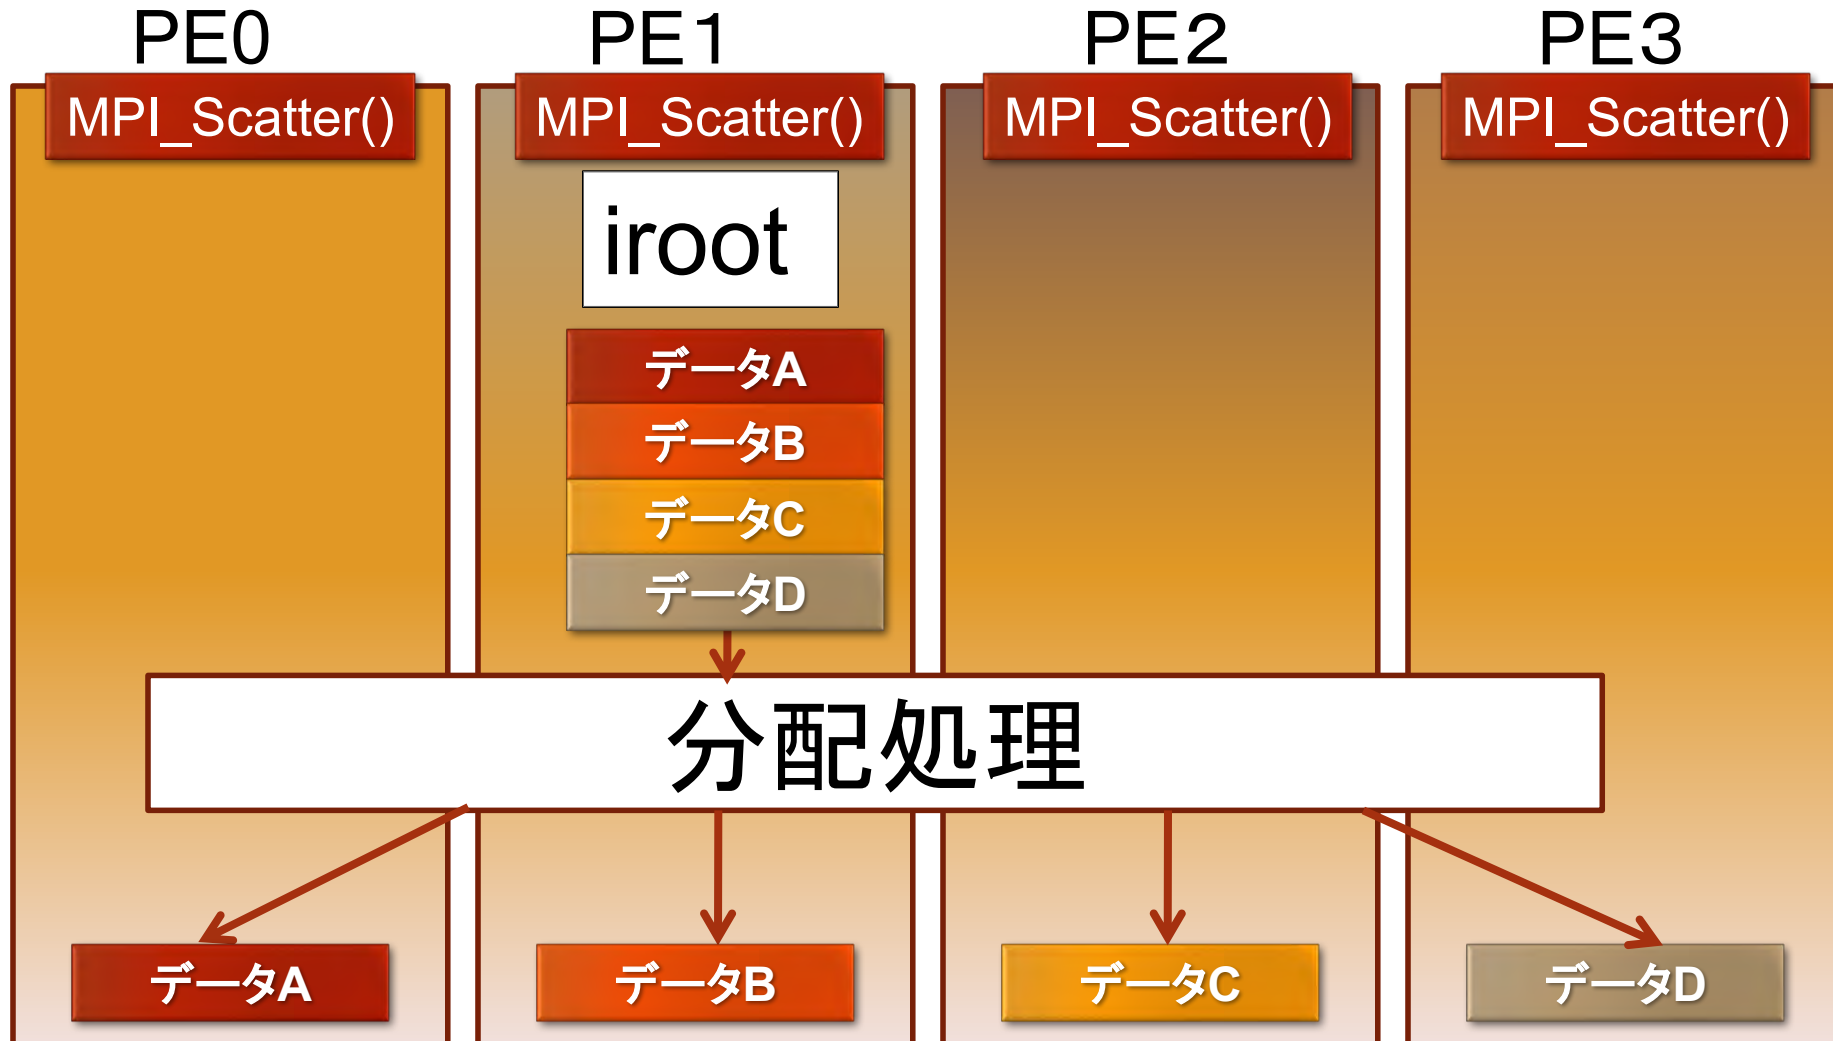 PE0 PE1 PE2 PE3
MPI_Scatter() MPI_Scatter() MPI_Scatter() MPI_Scatter()
iroot
データA
データB
データC
データD
分配処理
データA データB データC データD